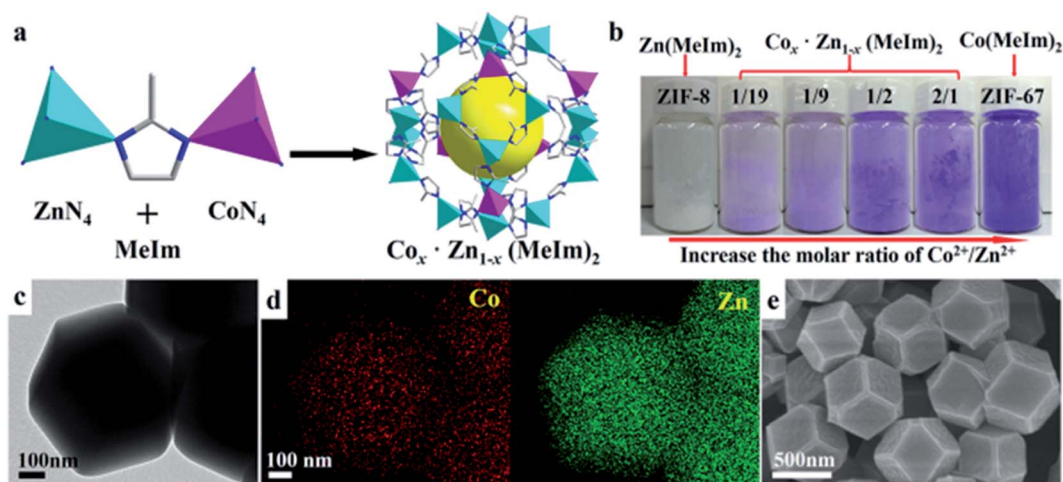 a
ZnN₄ + CoN₄
MeIm
Coₓ · Zn₁₋ₓ (MeIm)₂
b
Zn(MeIm)₂ Coₓ · Zn₁₋ₓ (MeIm)₂ Co(MeIm)₂
ZIF-8 1/19 1/9 1/2 2/1 ZIF-67
Increase the molar ratio of Co²⁺/Zn²⁺
c
100nm
d
Co Zn
100 nm
e
500nm